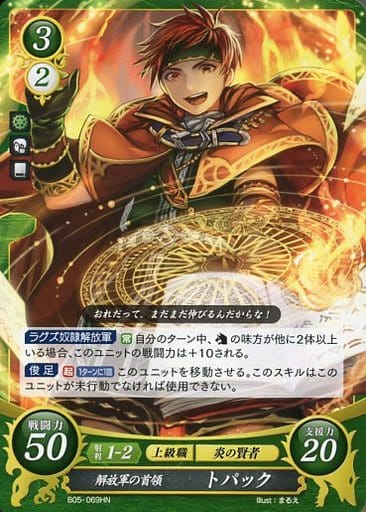 3
2
おれだって、まだまだ伸びるんだからな！
ラグズ奴隷解放軍 常 自分のターン中、の味方が他に2体以上
いる場合、このユニットの戦闘力は＋10される。
俊足 起 1ターンに1回 このユニットを移動させる。このスキルはこの
ユニットが未行動でなければ使用できない。
戦闘力
50
射程 1-2 上級職 炎の賢者
支援力
20
解放軍の首領 トパック
B05-069HN
Illust：まるえ